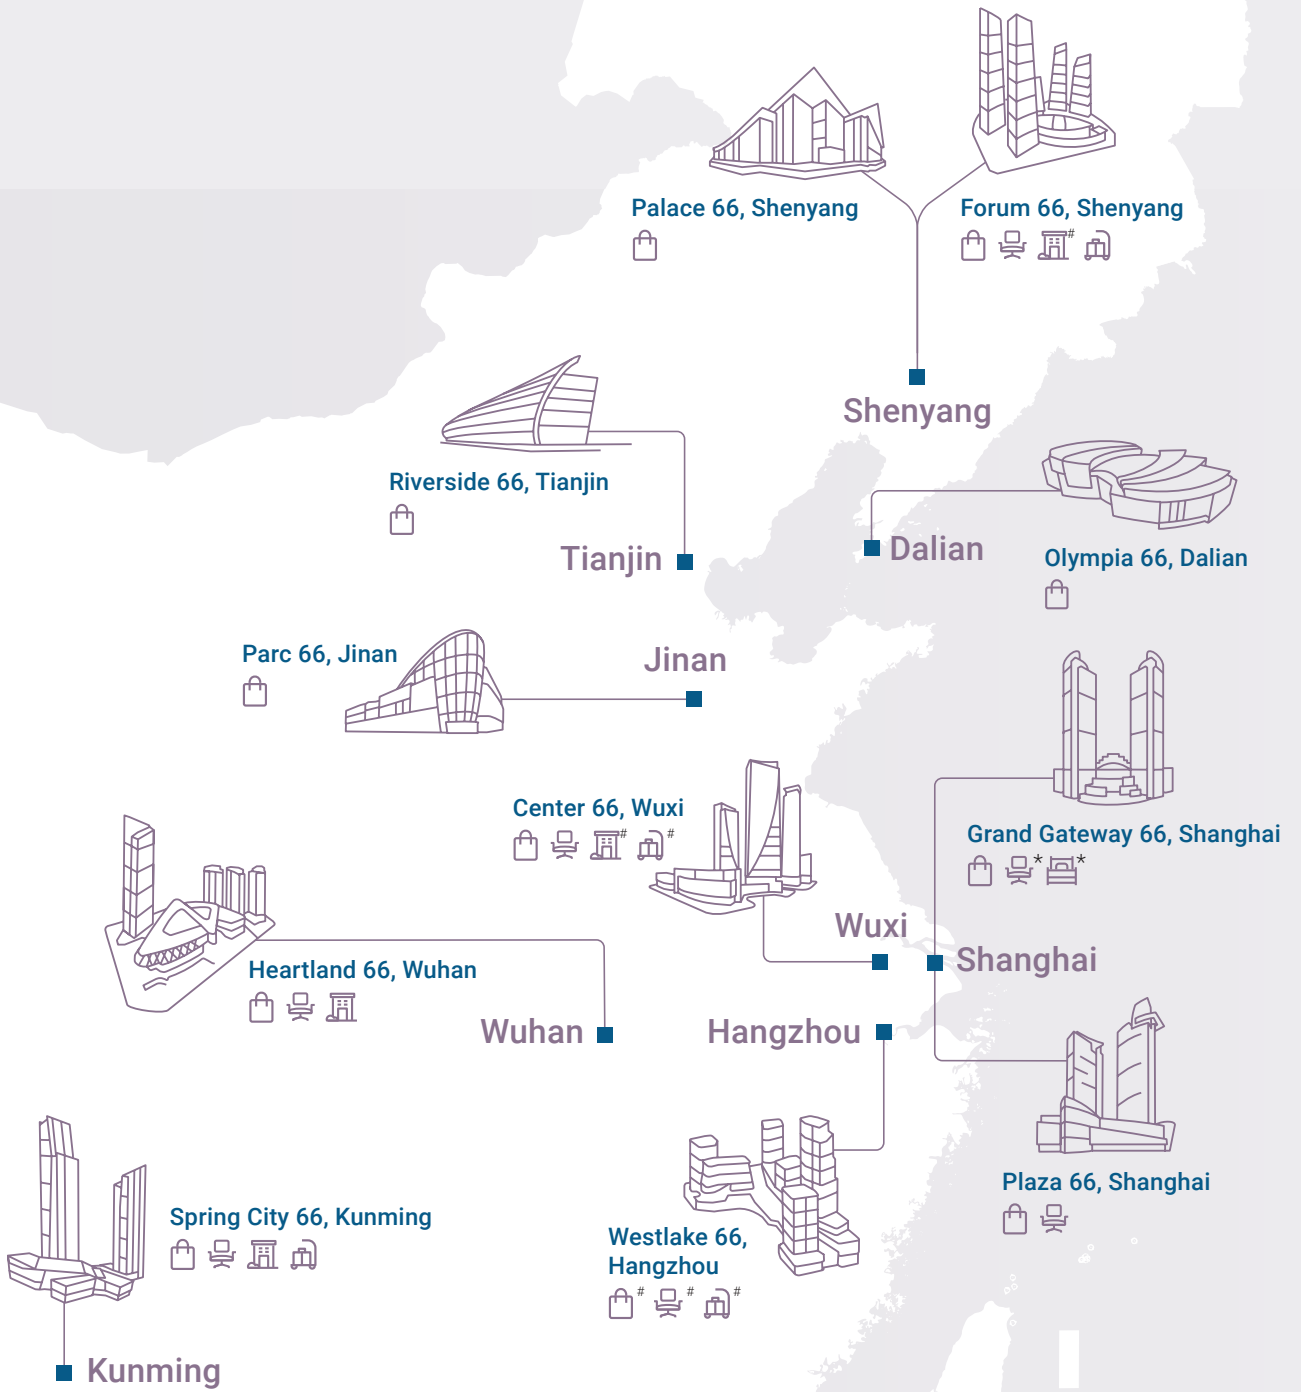 Palace 66, Shenyang
Forum 66, Shenyang
#
Shenyang
Riverside 66, Tianjin
Tianjin
Dalian
Olympia 66, Dalian
Parc 66, Jinan
Jinan
Center 66, Wuxi
# #
Grand Gateway 66, Shanghai
* *
Wuxi
Shanghai
Heartland 66, Wuhan
Wuhan
Hangzhou
Plaza 66, Shanghai
Spring City 66, Kunming
Westlake 66,
Hangzhou
# # #
Kunming